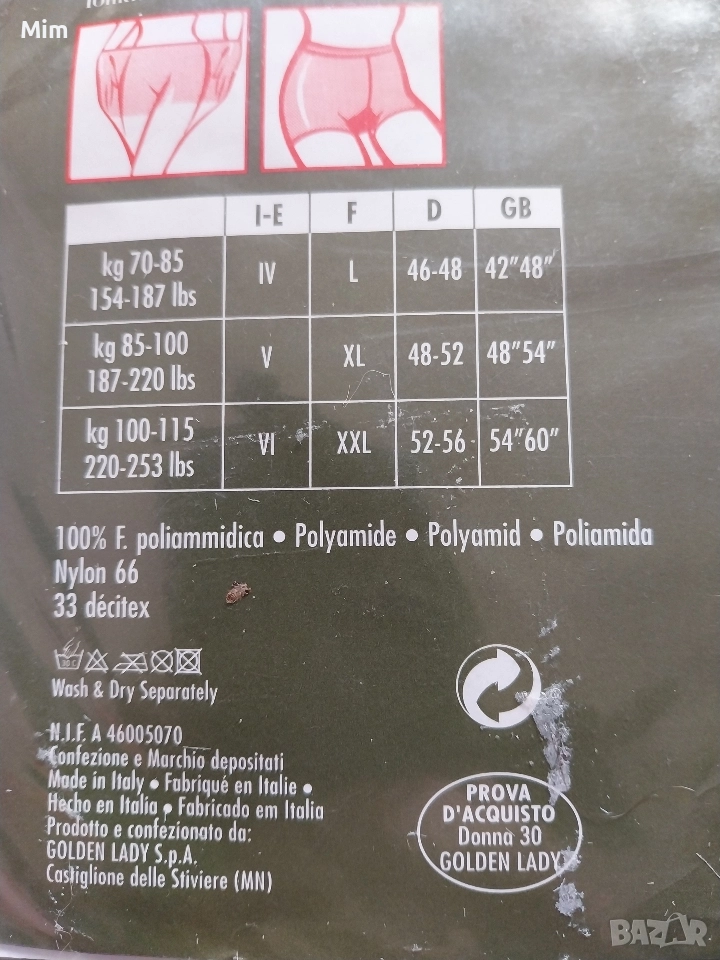 Mim
I-E F D GB
kg 70-85
154-187 lbs
IV L 46-48 42”48”
kg 85-100
187-220 lbs
V XL 48-52 48”54”
kg 100-115
220-253 lbs
VI XXL 52-56 54”60”
100% F. poliammidica • Polyamide • Polyamid • Poliamida
Nylon 66
33 décitex
Wash & Dry Separately
N.I.F. A 46005070
Confezione e Marchio depositati
Made in Italy • Fabriqué en Italie •
Hecho en Italía • Fabricado em Italia
Prodotto e confezionato da:
GOLDEN LADY S.p.A.
Castiglione delle Stiviere (MN)
PROVA
D'ACQUISTO
Donna 30
GOLDEN LADY
BAZAR